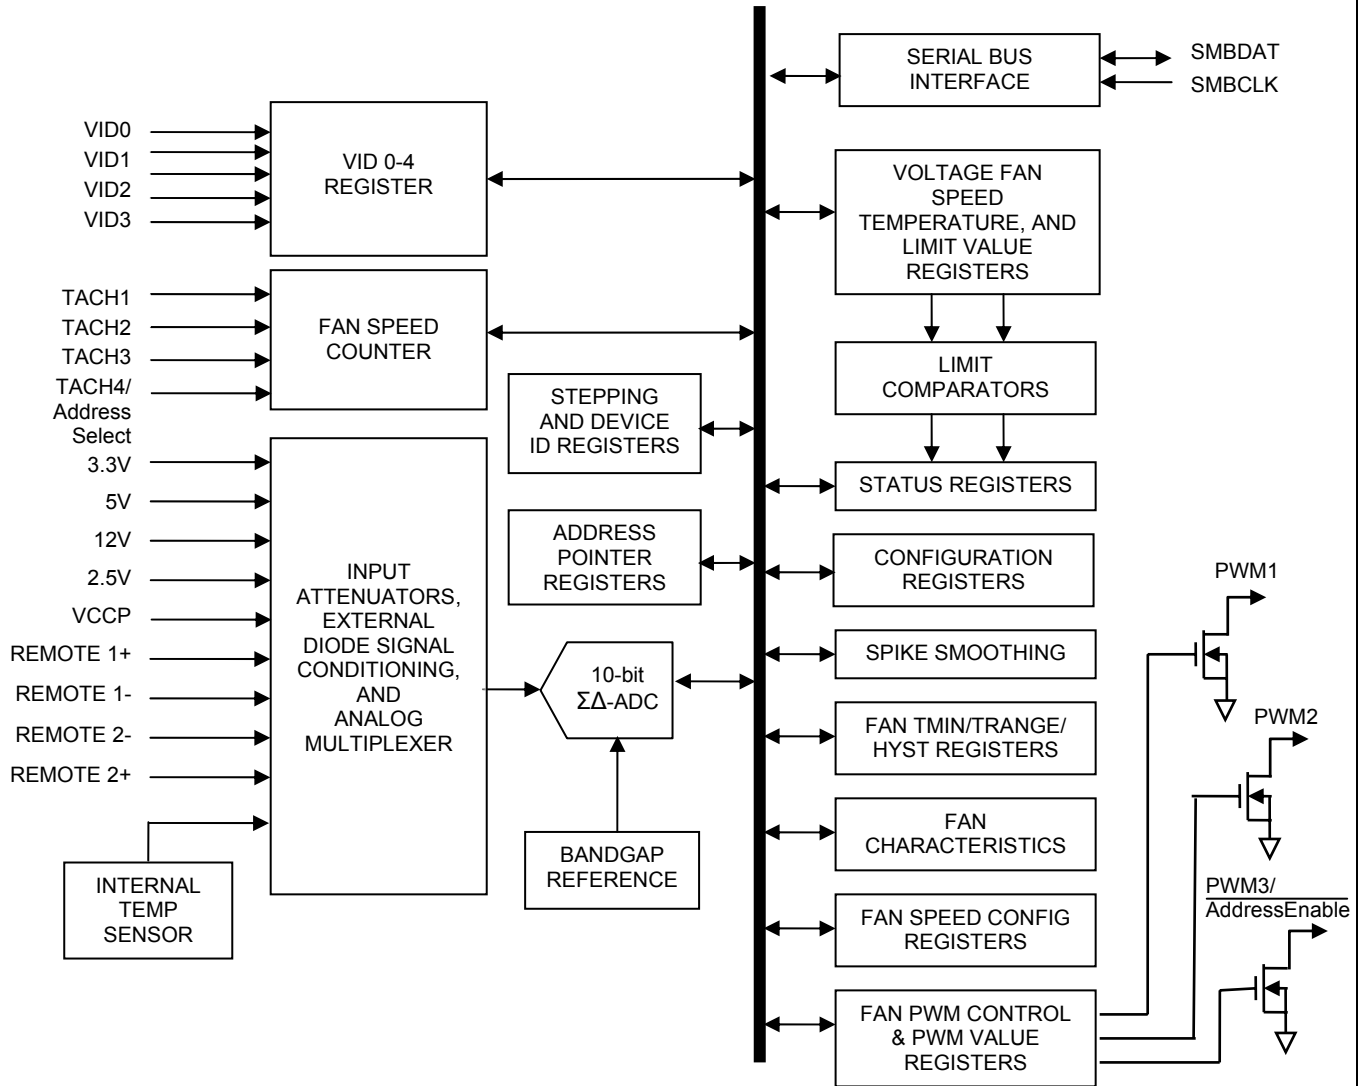 VID0
VID1
VID2
VID3
VID 0-4
REGISTER
TACH1
TACH2
TACH3
TACH4/
Address
Select
FAN SPEED
COUNTER
3.3V
5V
12V
2.5V
VCCP
REMOTE 1+
REMOTE 1-
REMOTE 2-
REMOTE 2+
INPUT
ATTENUATORS,
EXTERNAL
DIODE SIGNAL
CONDITIONING,
AND
ANALOG
MULTIPLEXER
INTERNAL
TEMP
SENSOR
STEPPING
AND DEVICE
ID REGISTERS
ADDRESS
POINTER
REGISTERS
10-bit
ΣΔ-ADC
BANDGAP
REFERENCE
SERIAL BUS
INTERFACE
SMBDAT
SMBCLK
VOLTAGE FAN
SPEED
TEMPERATURE, AND
LIMIT VALUE
REGISTERS
LIMIT
COMPARATORS
STATUS REGISTERS
CONFIGURATION
REGISTERS
SPIKE SMOOTHING
FAN TMIN/TRANGE/
HYST REGISTERS
FAN
CHARACTERISTICS
FAN SPEED CONFIG
REGISTERS
FAN PWM CONTROL
& PWM VALUE
REGISTERS
PWM1
PWM2
PWM3/
AddressEnable